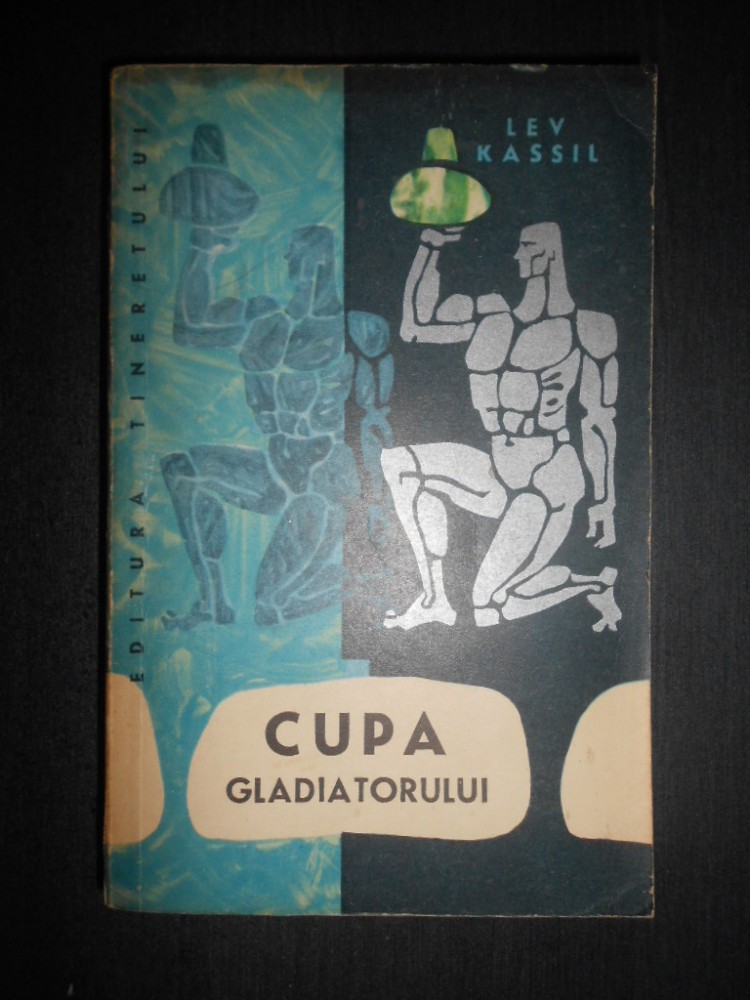 LEV
KASSIL
EDITURA TINERETULUI
CUPA
GLADIATORULUI